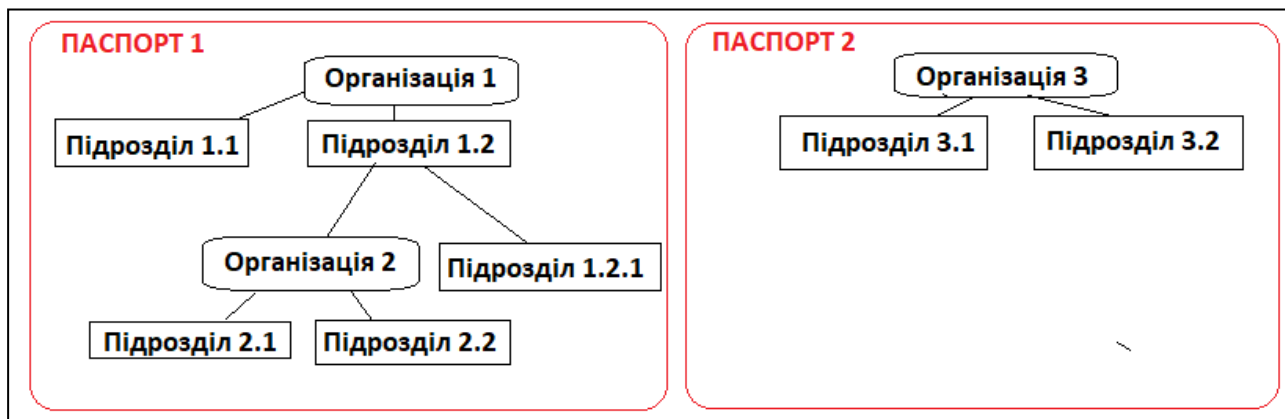 ПАСПОРТ 1
Організація 1
Підрозділ 1.1
Підрозділ 1.2
Організація 2
Підрозділ 1.2.1
Підрозділ 2.1
Підрозділ 2.2
ПАСПОРТ 2
Організація 3
Підрозділ 3.1
Підрозділ 3.2